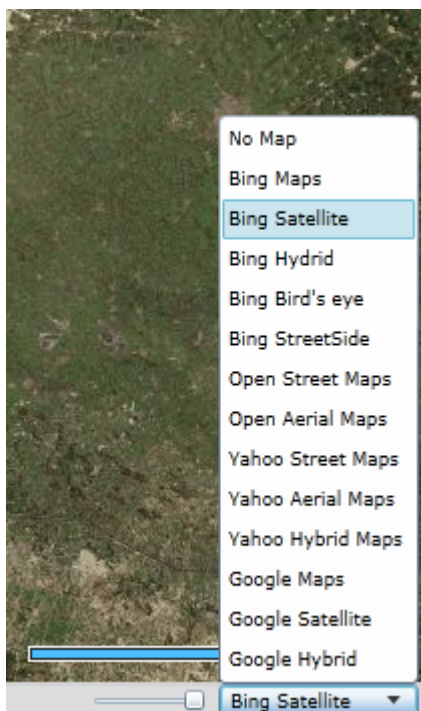 No Map
Bing Maps
Bing Satellite
Bing Hydrid
Bing Bird's eye
Bing StreetSide
Open Street Maps
Open Aerial Maps
Yahoo Street Maps
Yahoo Aerial Maps
Yahoo Hybrid Maps
Google Maps
Google Satellite
Google Hybrid
Bing Satellite